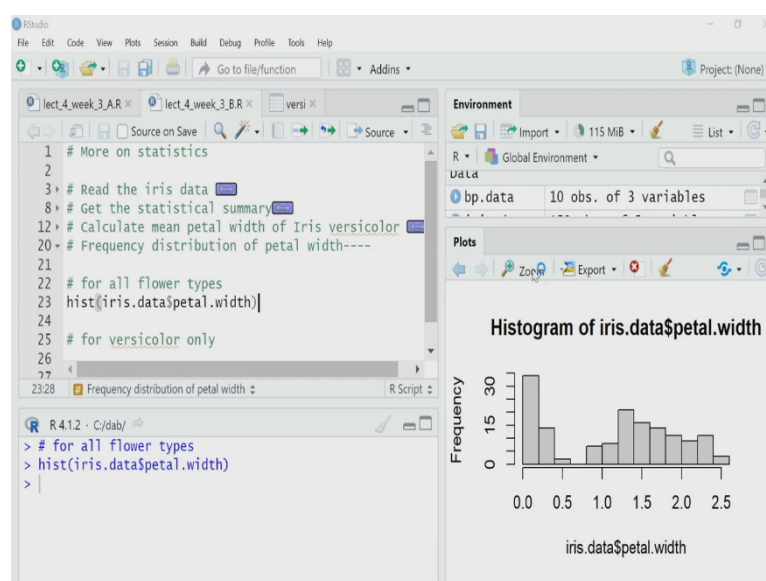 RStudio
File Edit Code View Plots Session Build Debug Profile Tools Help
Go to file/function Addins Project: (None)
lect_4_week_3_A.R lect_4_week_3_B.R versi
Source on Save Source
1 # More on statistics
2
3 # Read the iris data
8 # Get the statistical summary
12 # Calculate mean petal width of Iris versicolor
20 # Frequency distribution of petal width----
21
22 # for all flower types
23 hist(iris.data$petal.width)
24
25 # for versicolor only
26
27
23:28 Frequency distribution of petal width R Script
R 4.1.2 · C:/dab/
> # for all flower types
> hist(iris.data$petal.width)
>
Environment
Import 115 MiB List
R Global Environment
Data
bp.data 10 obs. of 3 variables
Plots
Zoom Export
Histogram of iris.data$petal.width
Frequency
30
15
0
0.0 0.5 1.0 1.5 2.0 2.5
iris.data$petal.width